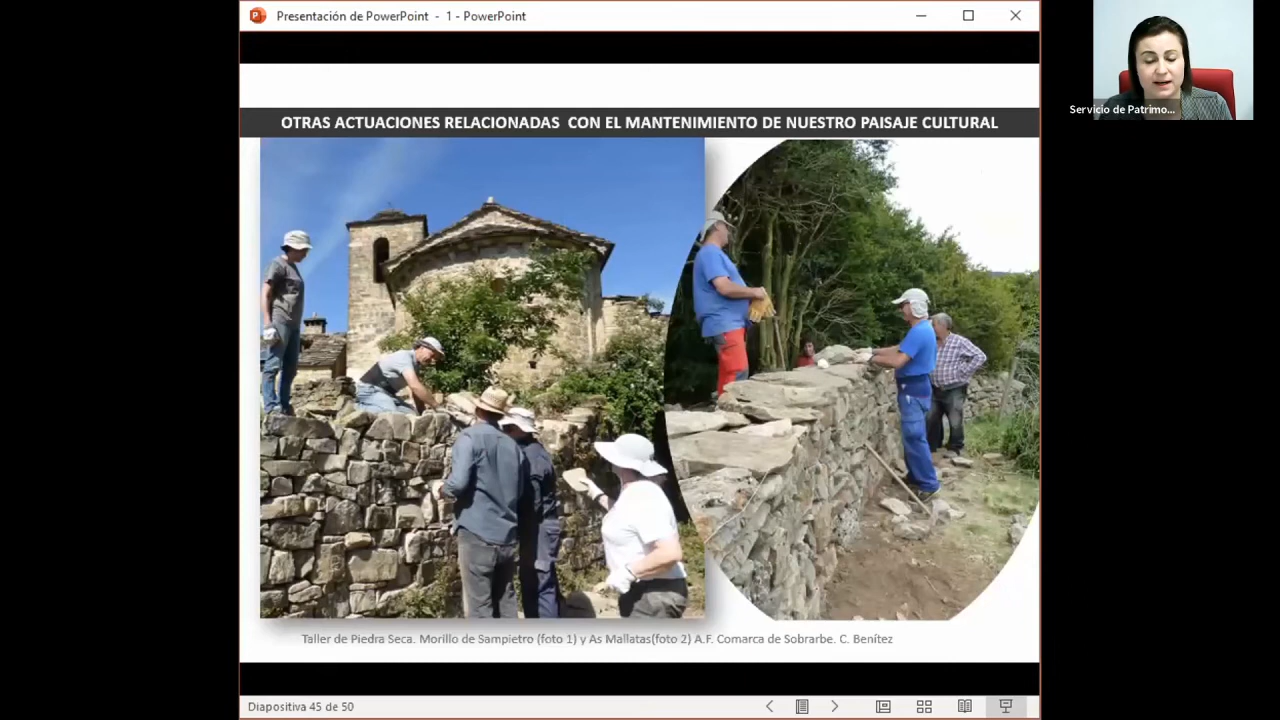 Presentación de PowerPoint - 1 - PowerPoint
Servicio de Patrimo...
OTRAS ACTUACIONES RELACIONADAS CON EL MANTENIMIENTO DE NUESTRO PAISAJE CULTURAL
Taller de Piedra Seca. Morillo de Sampietro (foto 1) y As Mallatas(foto 2) A.F. Comarca de Sobrarbe. C. Benítez
Diapositiva 45 de 50